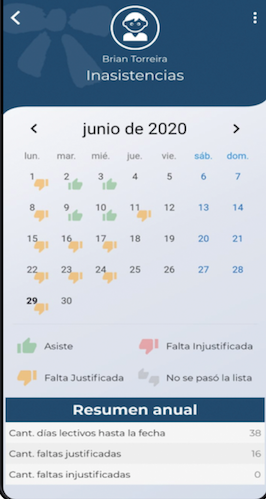 Brian Torreira
Inasistencias
junio de 2020
lun. mar. mié. jue. vie. sáb. dom.
1 2 3 4 5 6 7
8 9 10 11 12 13 14
15 16 17 18 19 20 21
22 23 24 25 26 27 28
29 30
Asiste Falta Injustificada
Falta Justificada No se pasó la lista
Resumen anual
Cant. días lectivos hasta la fecha 38
Cant. faltas justificadas 16
Cant. faltas injustificadas 0